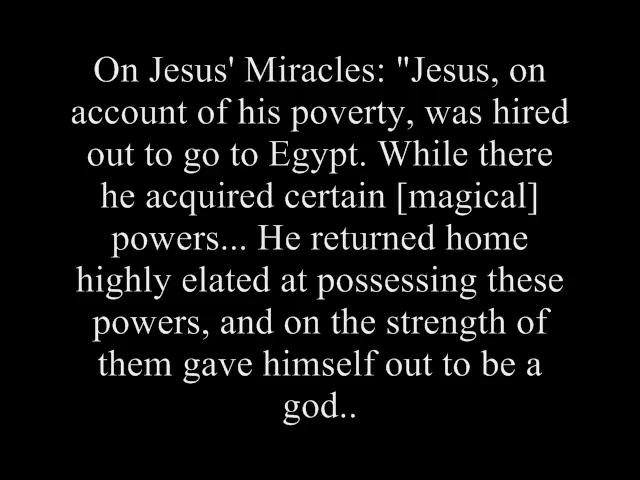 On Jesus' Miracles: "Jesus, on
account of his poverty, was hired
out to go to Egypt. While there
he acquired certain [magical]
powers... He returned home
highly elated at possessing these
powers, and on the strength of
them gave himself out to be a
god..